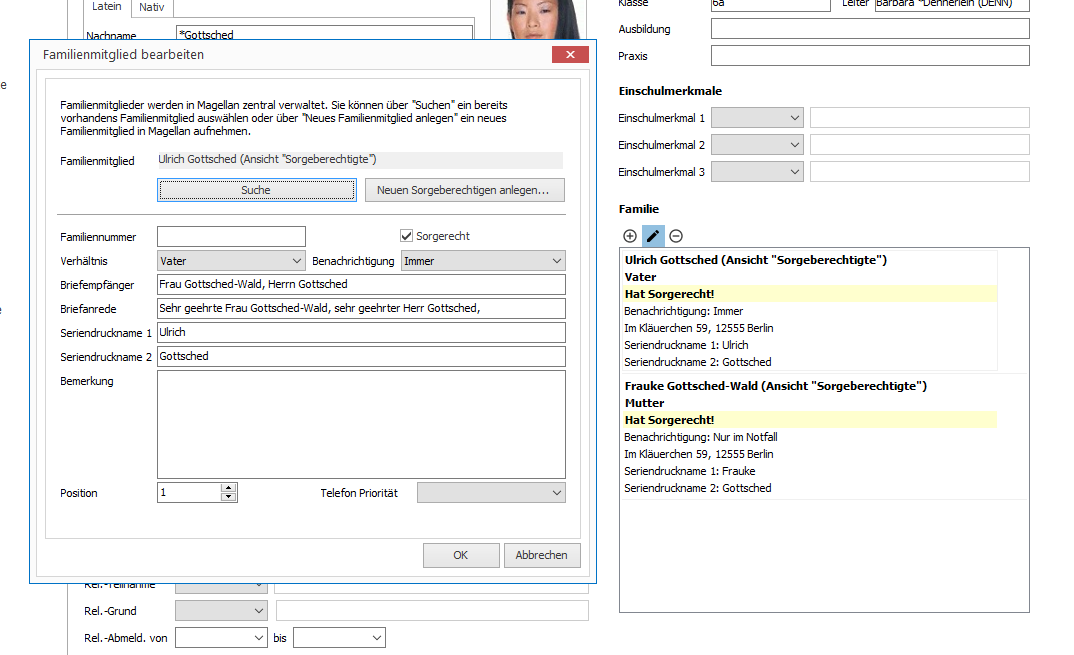 Latein
Nativ
Nachname
*Gottsched
Klasse
6a
Leiter
Barbara *Dennerlein (DENN)
Ausbildung
Praxis
Einschulmerkmale
Einschulmerkmal 1
Einschulmerkmal 2
Einschulmerkmal 3
Familie
Ulrich Gottsched (Ansicht "Sorgeberechtigte")
Vater
Hat Sorgerecht!
Benachrichtigung: Immer
Im Kläuerchen 59, 12555 Berlin
Seriendruckname 1: Ulrich
Seriendruckname 2: Gottsched
Frauke Gottsched-Wald (Ansicht "Sorgeberechtigte")
Mutter
Hat Sorgerecht!
Benachrichtigung: Nur im Notfall
Im Kläuerchen 59, 12555 Berlin
Seriendruckname 1: Frauke
Seriendruckname 2: Gottsched
Familienmitglied bearbeiten
Familienmitglieder werden in Magellan zentral verwaltet. Sie können über "Suchen" ein bereits
vorhandens Familienmitglied auswählen oder über "Neues Familienmitglied anlegen" ein neues
Familienmitglied in Magellan aufnehmen.
Familienmitglied
Ulrich Gottsched (Ansicht "Sorgeberechtigte")
Suche
Neuen Sorgeberechtigen anlegen...
Familiennummer
Sorgerecht
Verhältnis
Vater
Benachrichtigung
Immer
Briefempfänger
Frau Gottsched-Wald, Herrn Gottsched
Briefanrede
Sehr geehrte Frau Gottsched-Wald, sehr geehrter Herr Gottsched,
Seriendruckname 1
Ulrich
Seriendruckname 2
Gottsched
Bemerkung
Position
1
Telefon Priorität
OK
Abbrechen
Rel.-Teilnahme
Rel.-Grund
Rel.-Abmeld. von
bis